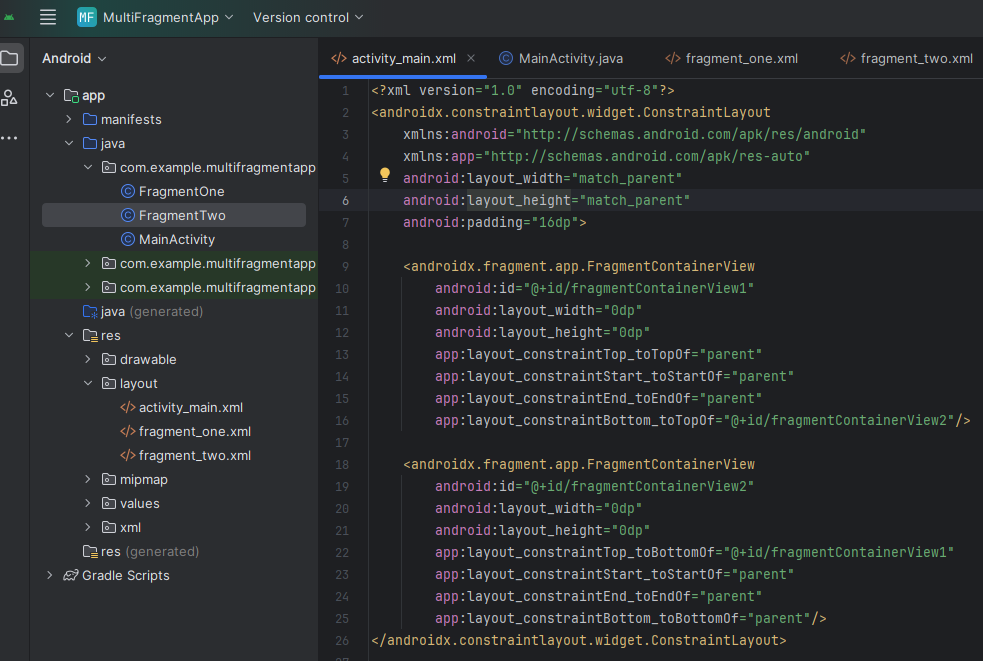 MF MultiFragmentApp Version control
Android
activity_main.xml MainActivity.java fragment_one.xml fragment_two.xml
app
manifests
java
com.example.multifragmentapp
FragmentOne
FragmentTwo
MainActivity
com.example.multifragmentapp
com.example.multifragmentapp
java (generated)
res
drawable
layout
activity_main.xml
fragment_one.xml
fragment_two.xml
mipmap
values
xml
res (generated)
Gradle Scripts
1 <?xml version="1.0" encoding="utf-8"?>
2 <androidx.constraintlayout.widget.ConstraintLayout
3 xmlns:android="http://schemas.android.com/apk/res/android"
4 xmlns:app="http://schemas.android.com/apk/res-auto"
5 android:layout_width="match_parent"
6 android:layout_height="match_parent"
7 android:padding="16dp">
8
9 <androidx.fragment.app.FragmentContainerView
10 android:id="@+id/fragmentContainerView1"
11 android:layout_width="0dp"
12 android:layout_height="0dp"
13 app:layout_constraintTop_toTopOf="parent"
14 app:layout_constraintStart_toStartOf="parent"
15 app:layout_constraintEnd_toEndOf="parent"
16 app:layout_constraintBottom_toTopOf="@+id/fragmentContainerView2"/>
17
18 <androidx.fragment.app.FragmentContainerView
19 android:id="@+id/fragmentContainerView2"
20 android:layout_width="0dp"
21 android:layout_height="0dp"
22 app:layout_constraintTop_toBottomOf="@+id/fragmentContainerView1"
23 app:layout_constraintStart_toStartOf="parent"
24 app:layout_constraintEnd_toEndOf="parent"
25 app:layout_constraintBottom_toBottomOf="parent"/>
26 </androidx.constraintlayout.widget.ConstraintLayout>